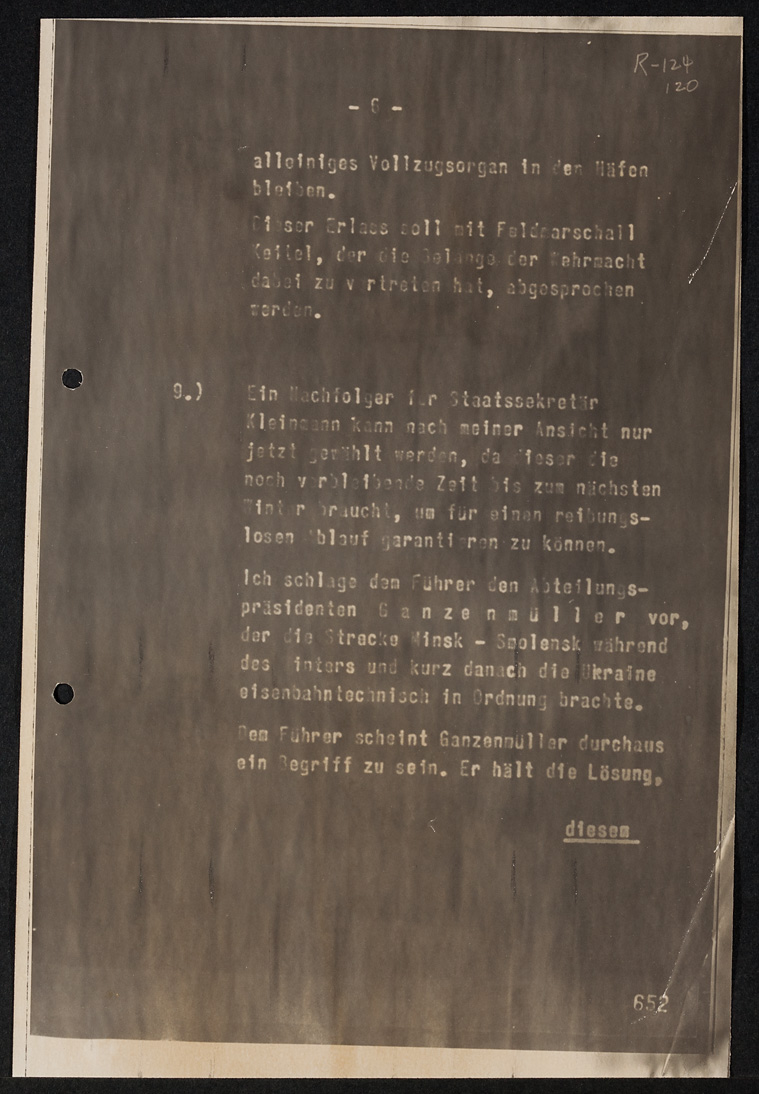 R-124
120
- 6 -
alleiniges Vollzugsorgan in den Häfen
bleiben.
Dieser Erlass soll mit Feldmarschall
Keitel, der die Belange der Wehrmacht
dabei zu vertreten hat, abgesprochen
werden.
9.) Ein Nachfolger für Staatssekretär
Kleinmann kann nach meiner Ansicht nur
jetzt gewählt werden, da dieser die
noch verbleibende Zeit bis zum nächsten
Winter braucht, um für einen reibungs-
losen Ablauf garantieren zu können.
Ich schlage dem Führer den Abteilungs-
präsidenten G a n z e n m ü l l e r vor,
der die Strecke Minsk - Smolensk während
des Winters und kurz danach die Ukraine
eisenbahntechnisch in Ordnung brachte.
Dem Führer scheint Ganzenmüller durchaus
ein Begriff zu sein. Er hält die Lösung,
diesem
652